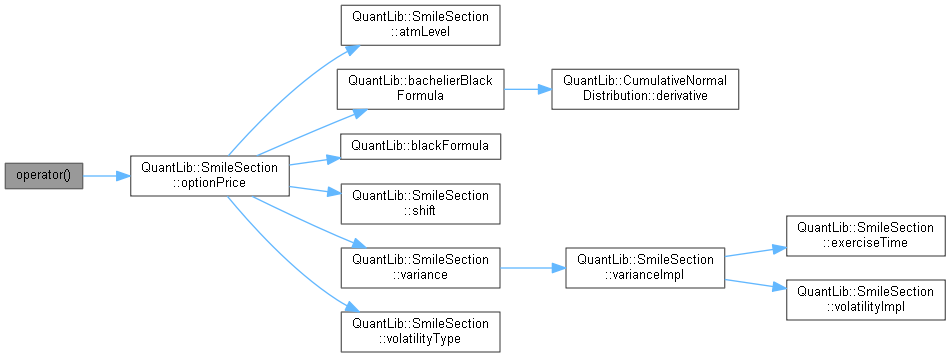 operator()
QuantLib::SmileSection
::optionPrice
QuantLib::SmileSection
::atmLevel
QuantLib::bachelierBlack
Formula
QuantLib::CumulativeNormal
Distribution::derivative
QuantLib::blackFormula
QuantLib::SmileSection
::shift
QuantLib::SmileSection
::variance
QuantLib::SmileSection
::varianceImpl
QuantLib::SmileSection
::exerciseTime
QuantLib::SmileSection
::volatilityImpl
QuantLib::SmileSection
::volatilityType